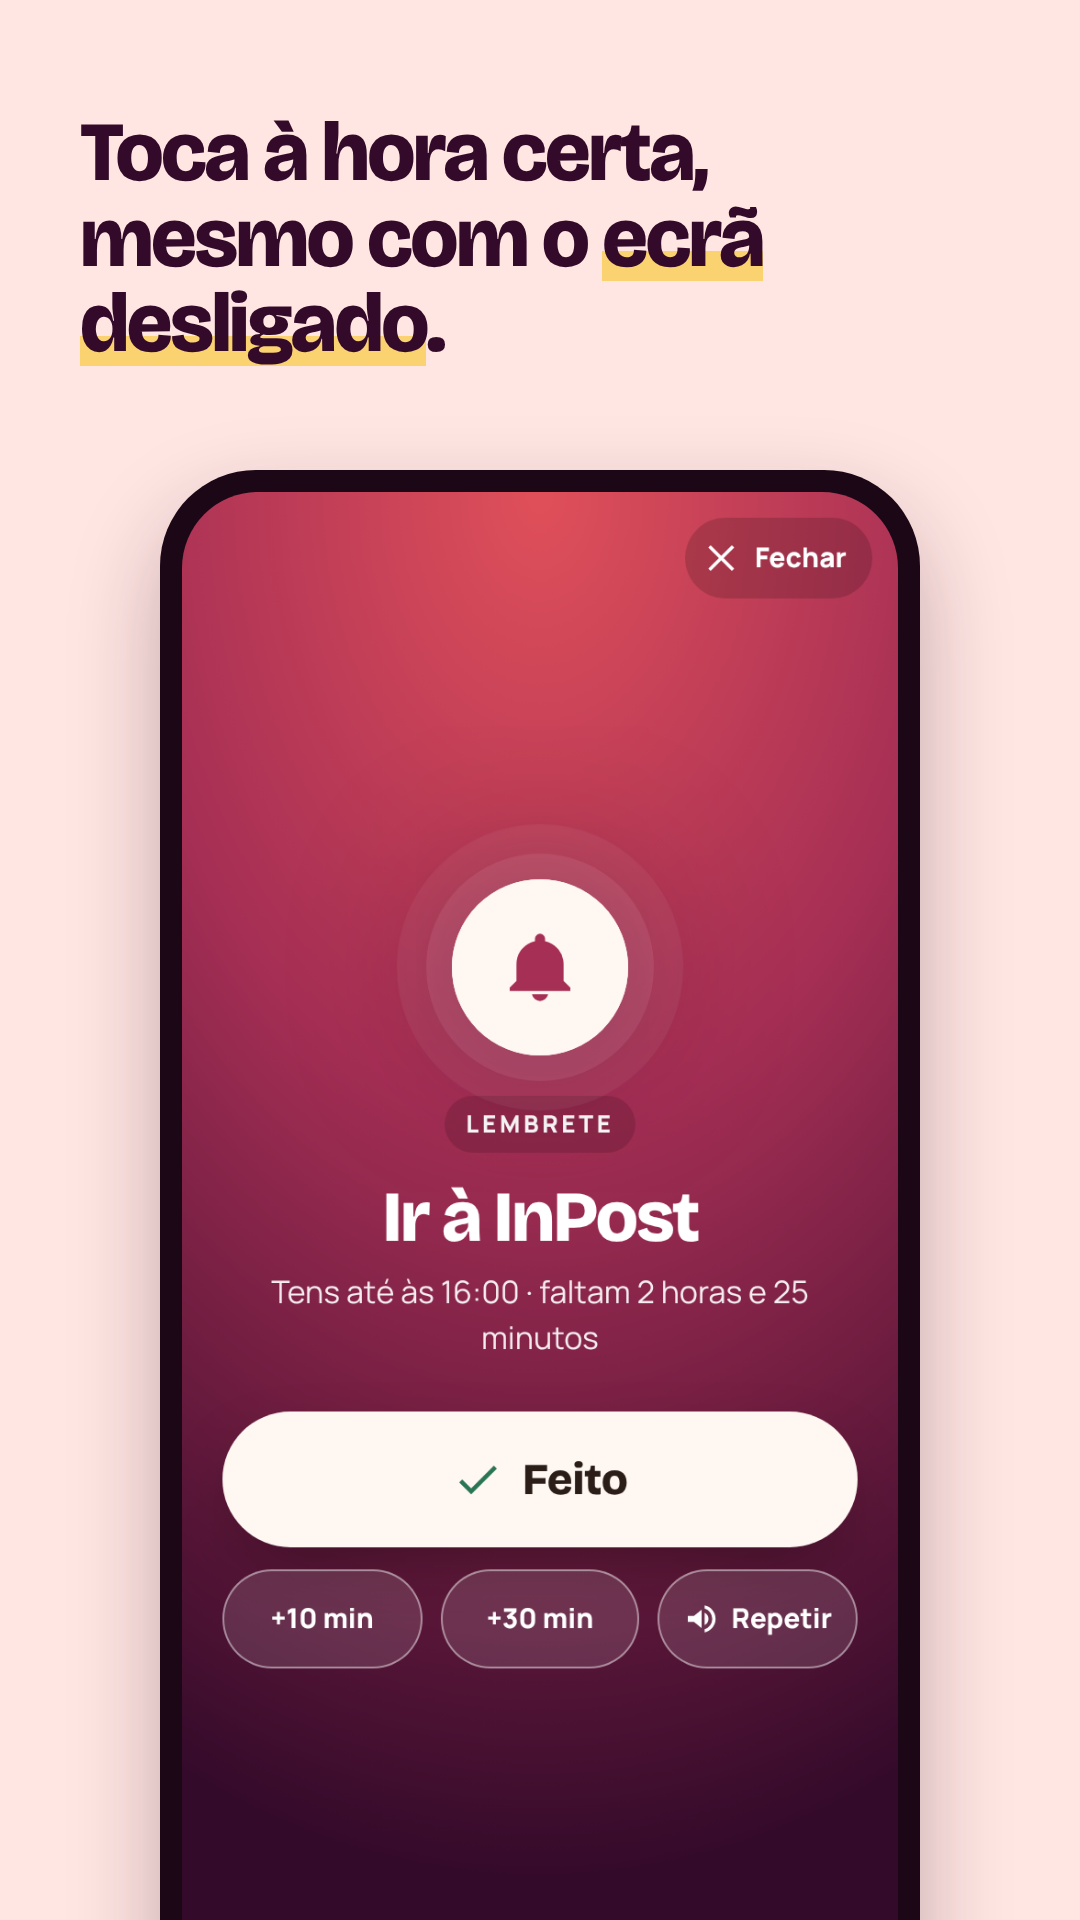 Toca à hora certa,
mesmo com o ecrã
desligado.
Fechar
LEMBRETE
Ir à InPost
Tens até às 16:00 · faltam 2 horas e 25
minutos
Feito
+10 min
+30 min
Repetir